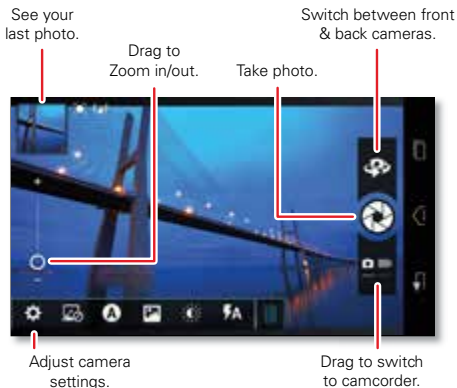 See your
last photo.
Drag to
Zoom in/out.
Take photo.
Switch between front
& back cameras.
+
-
A
A
Adjust camera
settings.
Drag to switch
to camcorder.